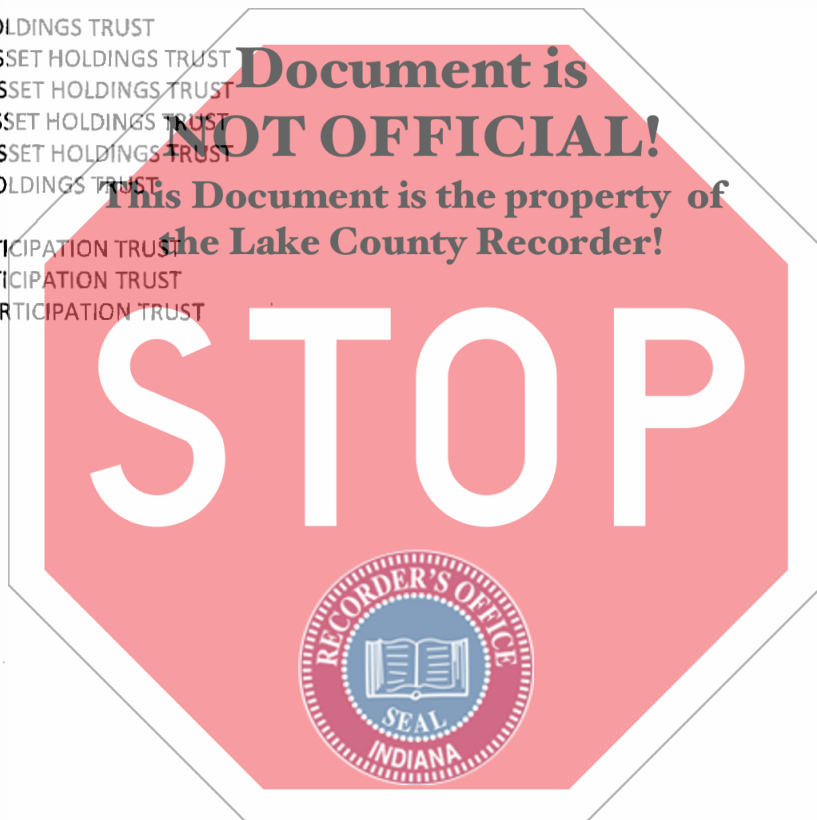 OLDINGS TRUST
SSET HOLDINGS TRUST
SSET HOLDINGS TRUST
SSET HOLDINGS TRUST
SSET HOLDINGS TRUST
OLDINGS TRUST
TICIPATION TRUST
TICIPATION TRUST
RTICIPATION TRUST
Document is
NOT OFFICIAL!
This Document is the property of
the Lake County Recorder!
STOP
RECORDER'S OFFICE
SEAL
INDIANA